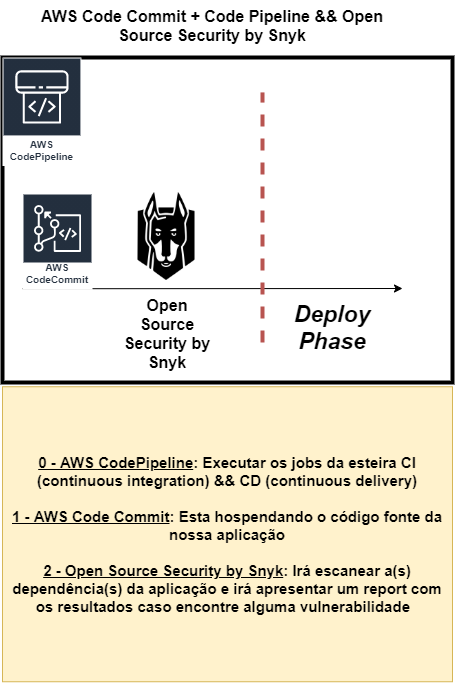 AWS Code Commit + Code Pipeline && Open
Source Security by Snyk
AWS
CodePipeline
AWS
CodeCommit
Open
Source
Security by
Snyk
Deploy
Phase
0 - AWS CodePipeline: Executar os jobs da esteira CI
(continuous integration) && CD (continuous delivery)
1 - AWS Code Commit: Esta hospendando o código fonte da
nossa aplicação
2 - Open Source Security by Snyk: Irá escanear a(s)
dependência(s) da aplicação e irá apresentar um report com
os resultados caso encontre alguma vulnerabilidade